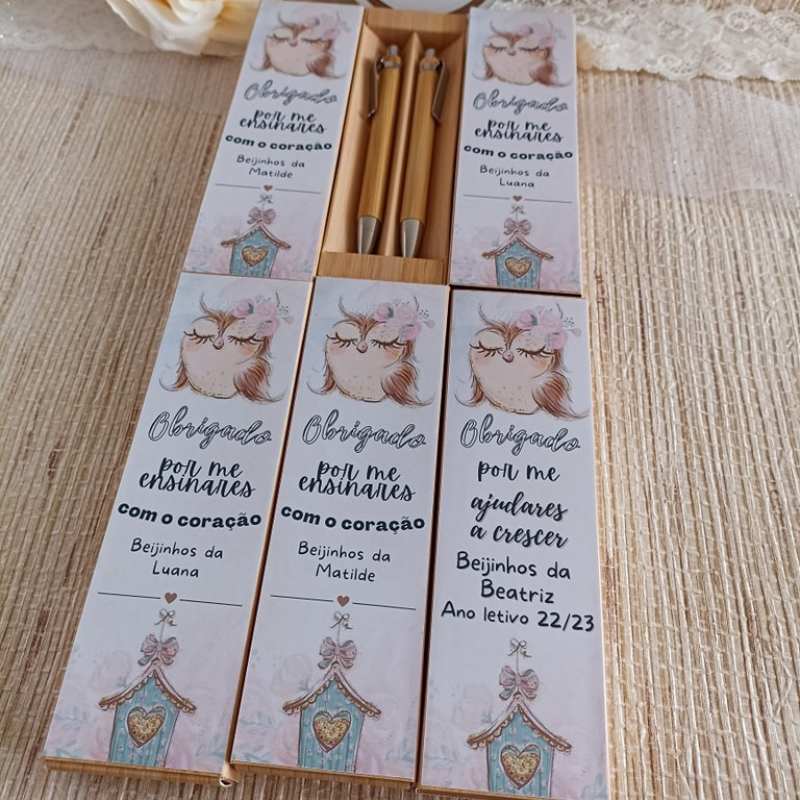 Obrigado
por me
ensinares
com o coração
Beijinhos da
Matilde
Obrigado
por me
ensinares
com o coração
Beijinhos da
Luana
Obrigado
por me
ensinares
com o coração
Beijinhos da
Luana
Obrigado
por me
ensinares
com o coração
Beijinhos da
Matilde
Obrigado
por me
ajudares
a crescer
Beijinhos da
Beatriz
Ano letivo 22/23